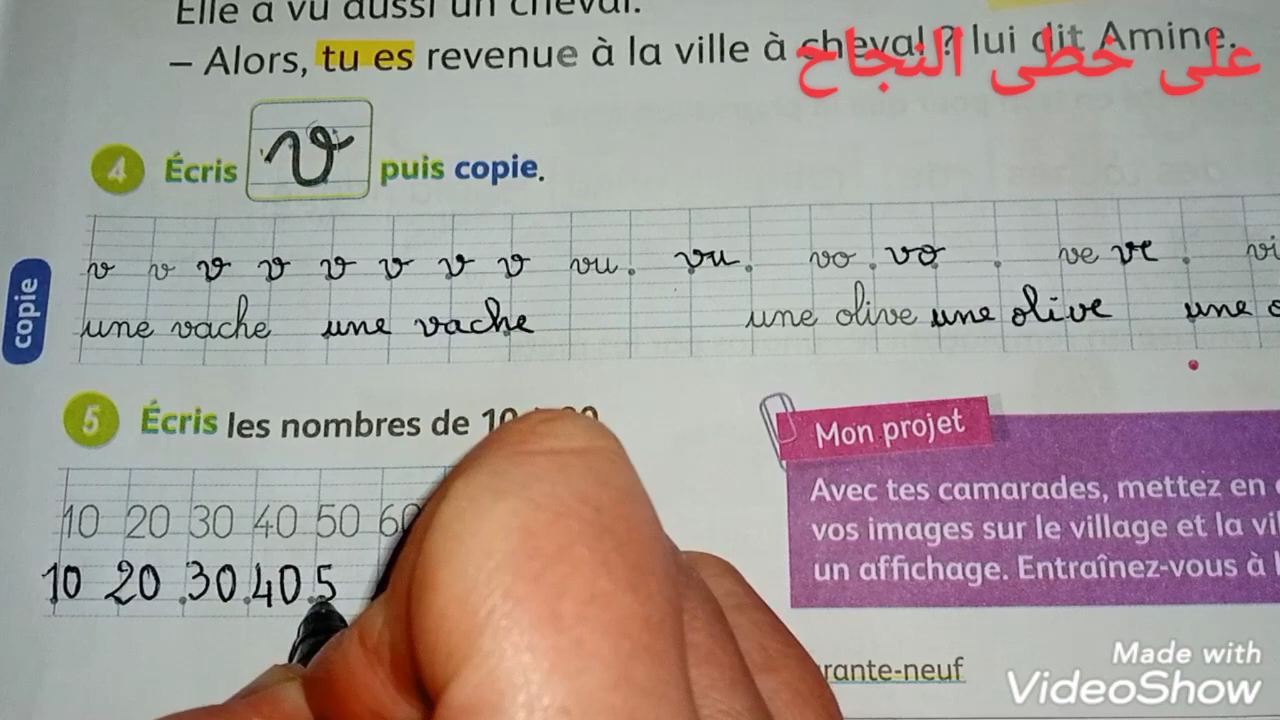 Elle a vu aussi un cheval.
– Alors, tu es revenue à la ville à cheval ? lui dit Amine.
على خطى النجاح
4 Écris v puis copie.
copie
v v v v v v v v vu. vu. vo. vo . ve ve . vi
une vache une vache une olive une olive une o
5 Écris les nombres de 10
10 20 30 40 50 60
10 20 .30.40.5
Mon projet
Avec tes camarades, mettez en
vos images sur le village et la vi
un affichage. Entraînez-vous à
rante-neuf
Made with
VideoShow